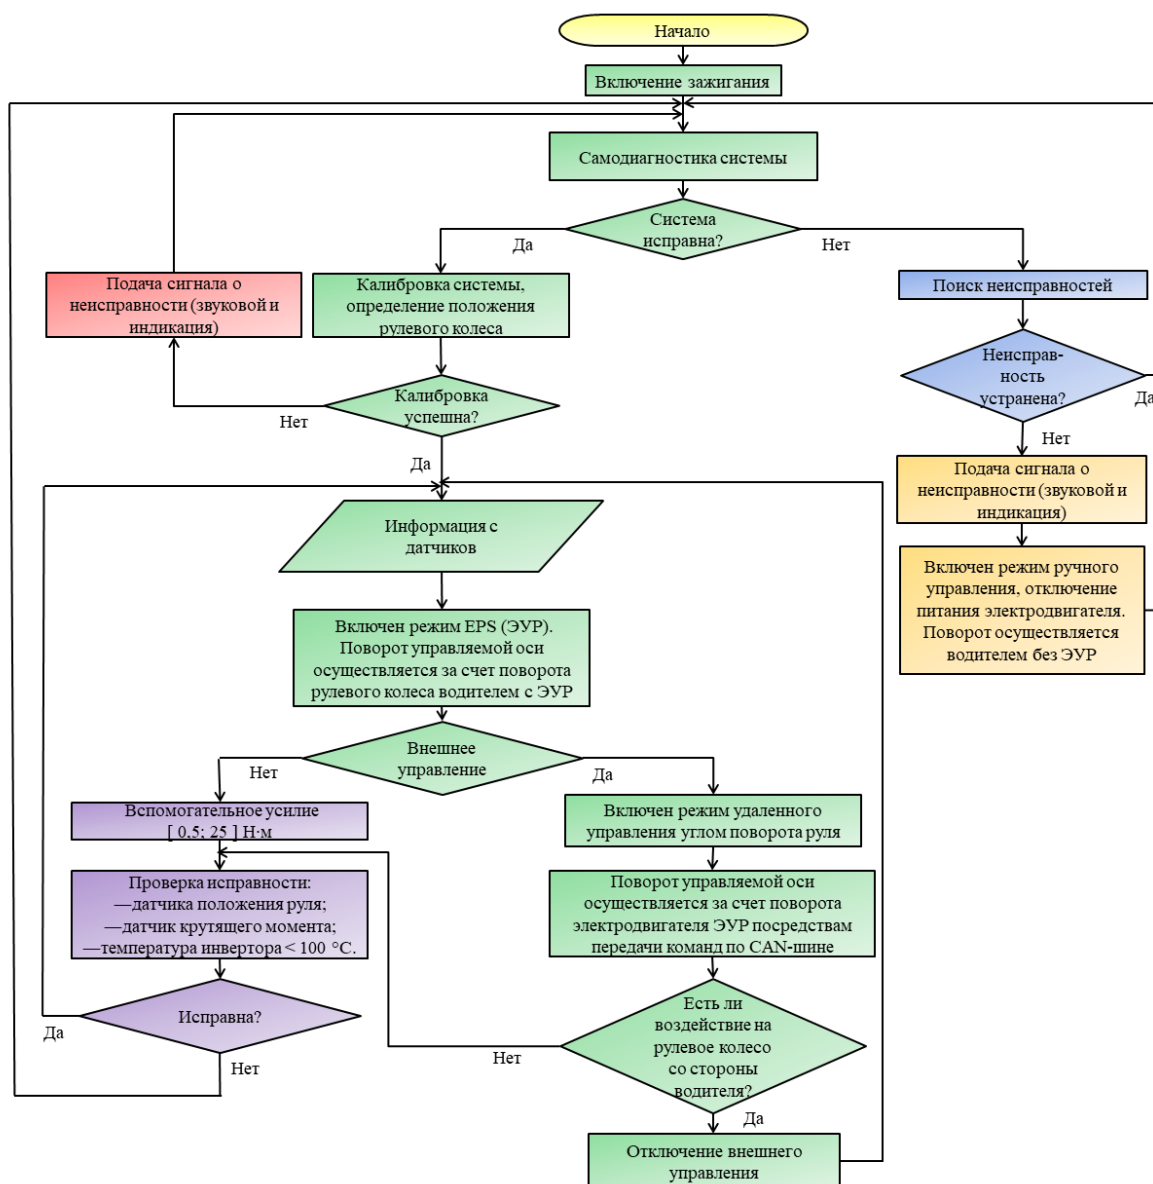 Начало
Включение зажигания
Самодиагностика системы
Система
исправна?
Да
Нет
Подача сигнала о
неисправности (звуковой и
индикация)
Калибровка системы,
определение положения
рулевого колеса
Поиск неисправностей
Неисправ-
ность
устранена?
Да
Нет
Калибровка
успешна?
Нет
Да
Подача сигнала о
неисправности (звуковой и
индикация)
Информация с
датчиков
Включен режим ручного
управления, отключение
питания электродвигателя.
Поворот осуществляется
водителем без ЭУР
Включен режим EPS (ЭУР).
Поворот управляемой оси
осуществляется за счет поворота
рулевого колеса водителем с ЭУР
Внешнее
управление
Нет
Да
Вспомогательное усилие
[ 0,5; 25 ] Н·м
Включен режим удаленного
управления углом поворота руля
Проверка исправности:
—датчика положения руля;
—датчик крутящего момента;
—температура инвертора < 100 °C.
Поворот управляемой оси
осуществляется за счет поворота
электродвигателя ЭУР посредствам
передачи команд по CAN-шине
Исправна?
Да
Нет
Есть ли
воздействие на
рулевое колесо
со стороны
водителя?
Нет
Да
Отключение внешнего
управления